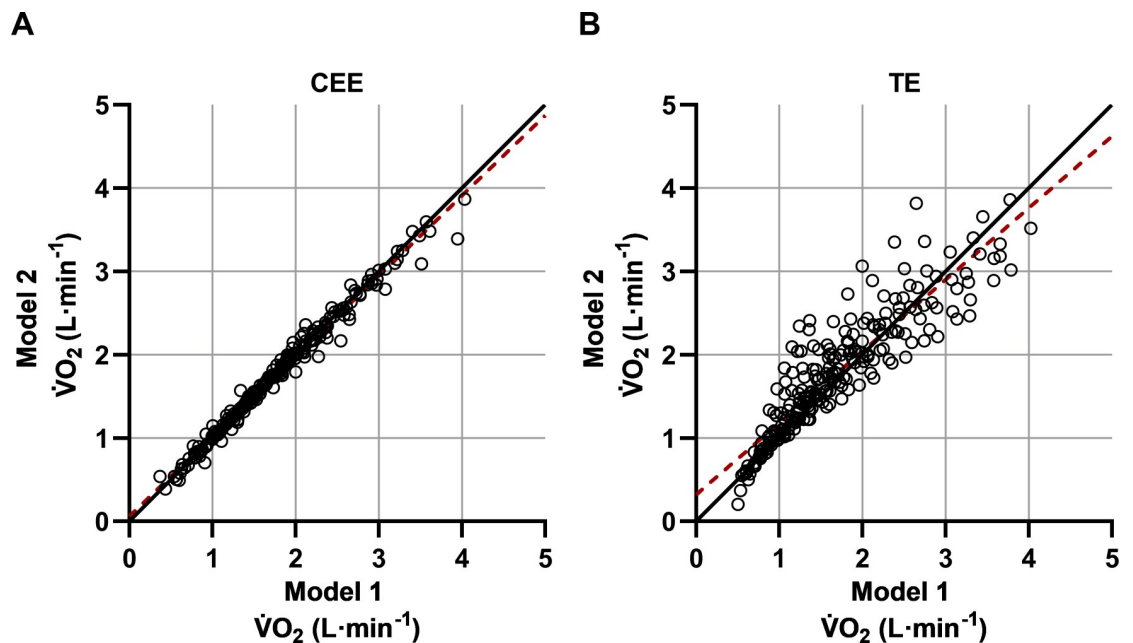 A
CEE
5
4
3
2
1
0
Model 2
V̇O₂ (L·min⁻¹)
0 1 2 3 4 5
Model 1
V̇O₂ (L·min⁻¹)
B
TE
5
4
3
2
1
0
Model 2
V̇O₂ (L·min⁻¹)
0 1 2 3 4 5
Model 1
V̇O₂ (L·min⁻¹)